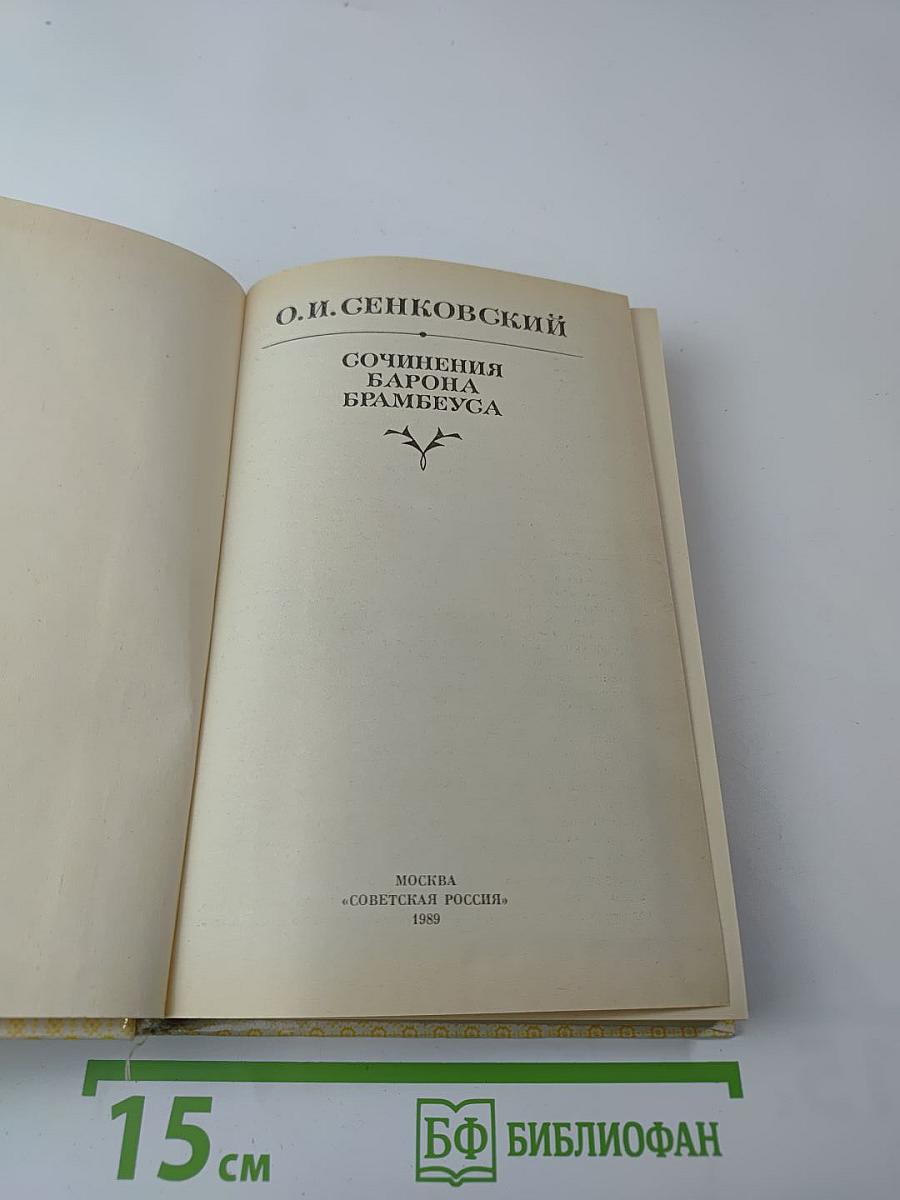 О. И. СЕНКОВСКИЙ
СОЧИНЕНИЯ
БАРОНА
БРАМБЕУСА
МОСКВА
«СОВЕТСКАЯ РОССИЯ»
1989
15 см
БФ БИБЛИОФАН